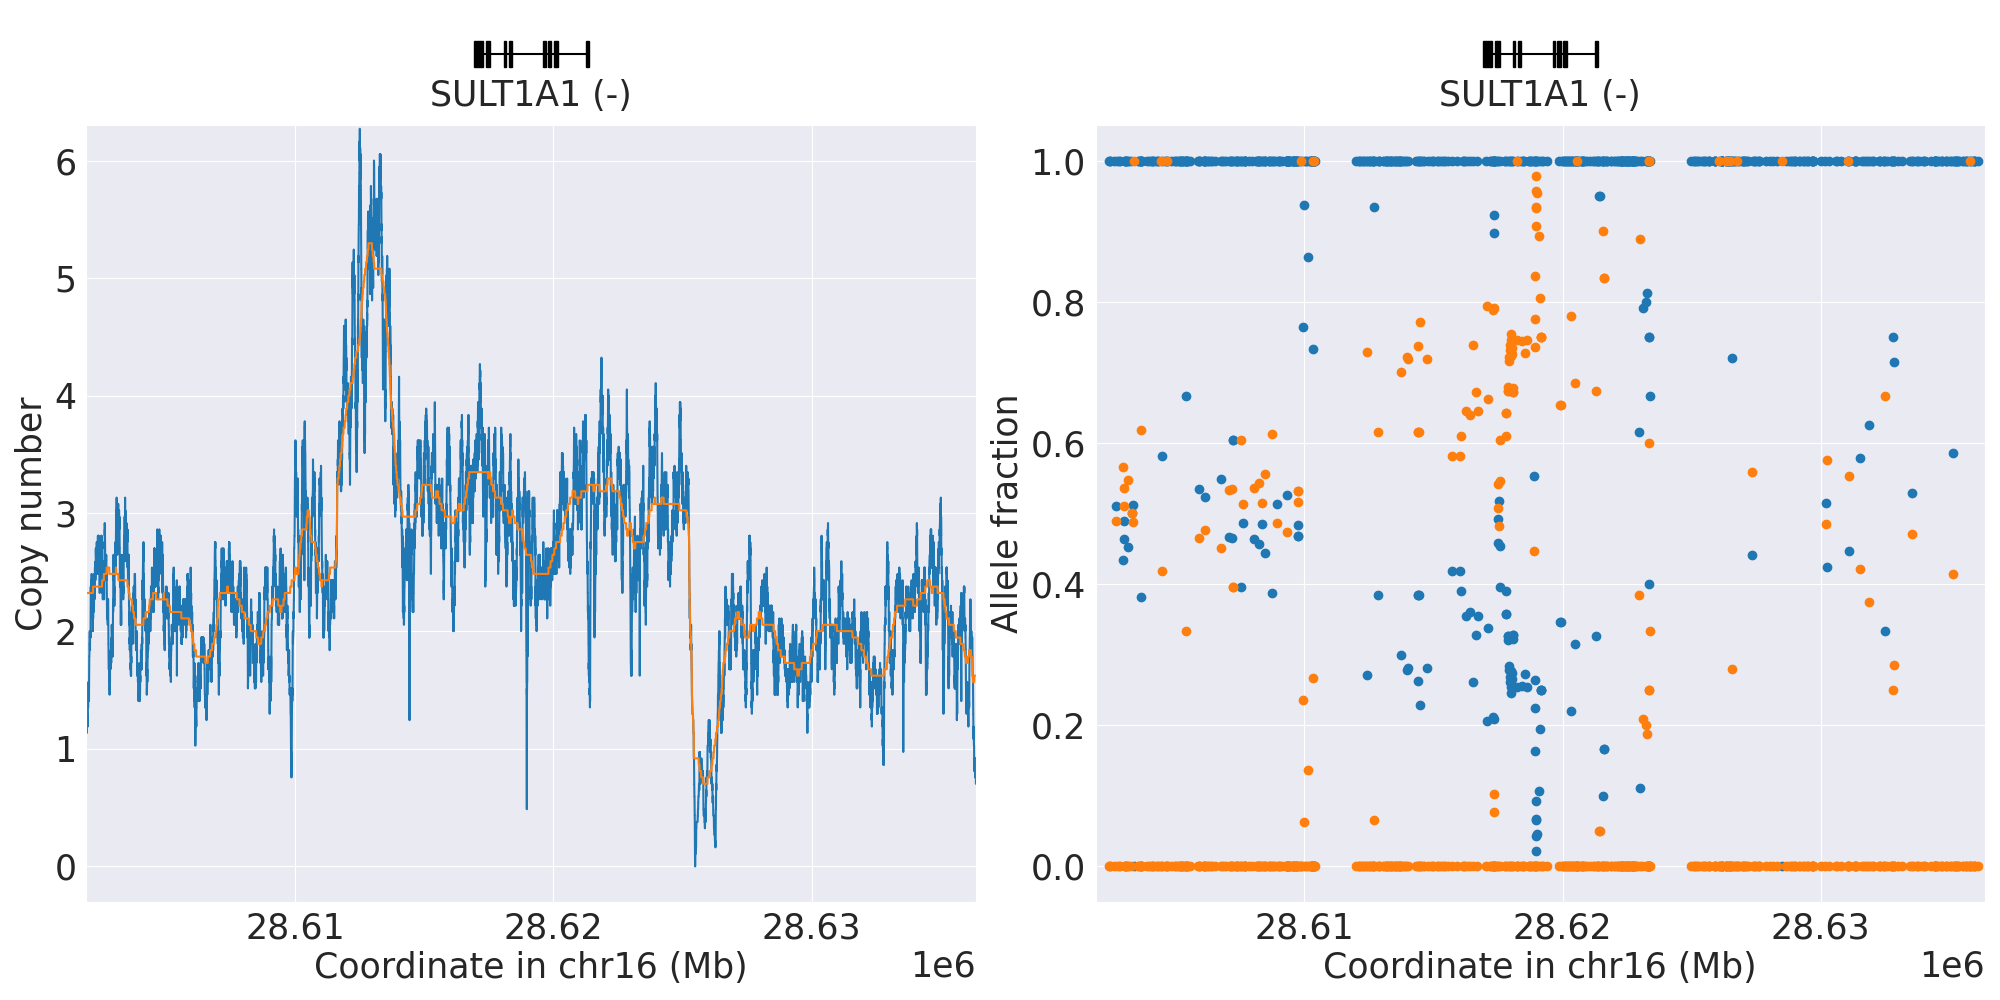 SULT1A1 (-)
Copy number
6
5
4
3
2
1
0
28.61
28.62
28.63
Coordinate in chr16 (Mb)
1e6
SULT1A1 (-)
Allele fraction
1.0
0.8
0.6
0.4
0.2
0.0
28.61
28.62
28.63
Coordinate in chr16 (Mb)
1e6